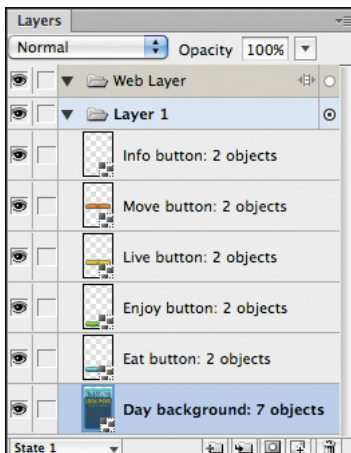 Layers
Normal Opacity 100%
Web Layer
Layer 1
Info button: 2 objects
Move button: 2 objects
Live button: 2 objects
Enjoy button: 2 objects
Eat button: 2 objects
Day background: 7 objects
State 1